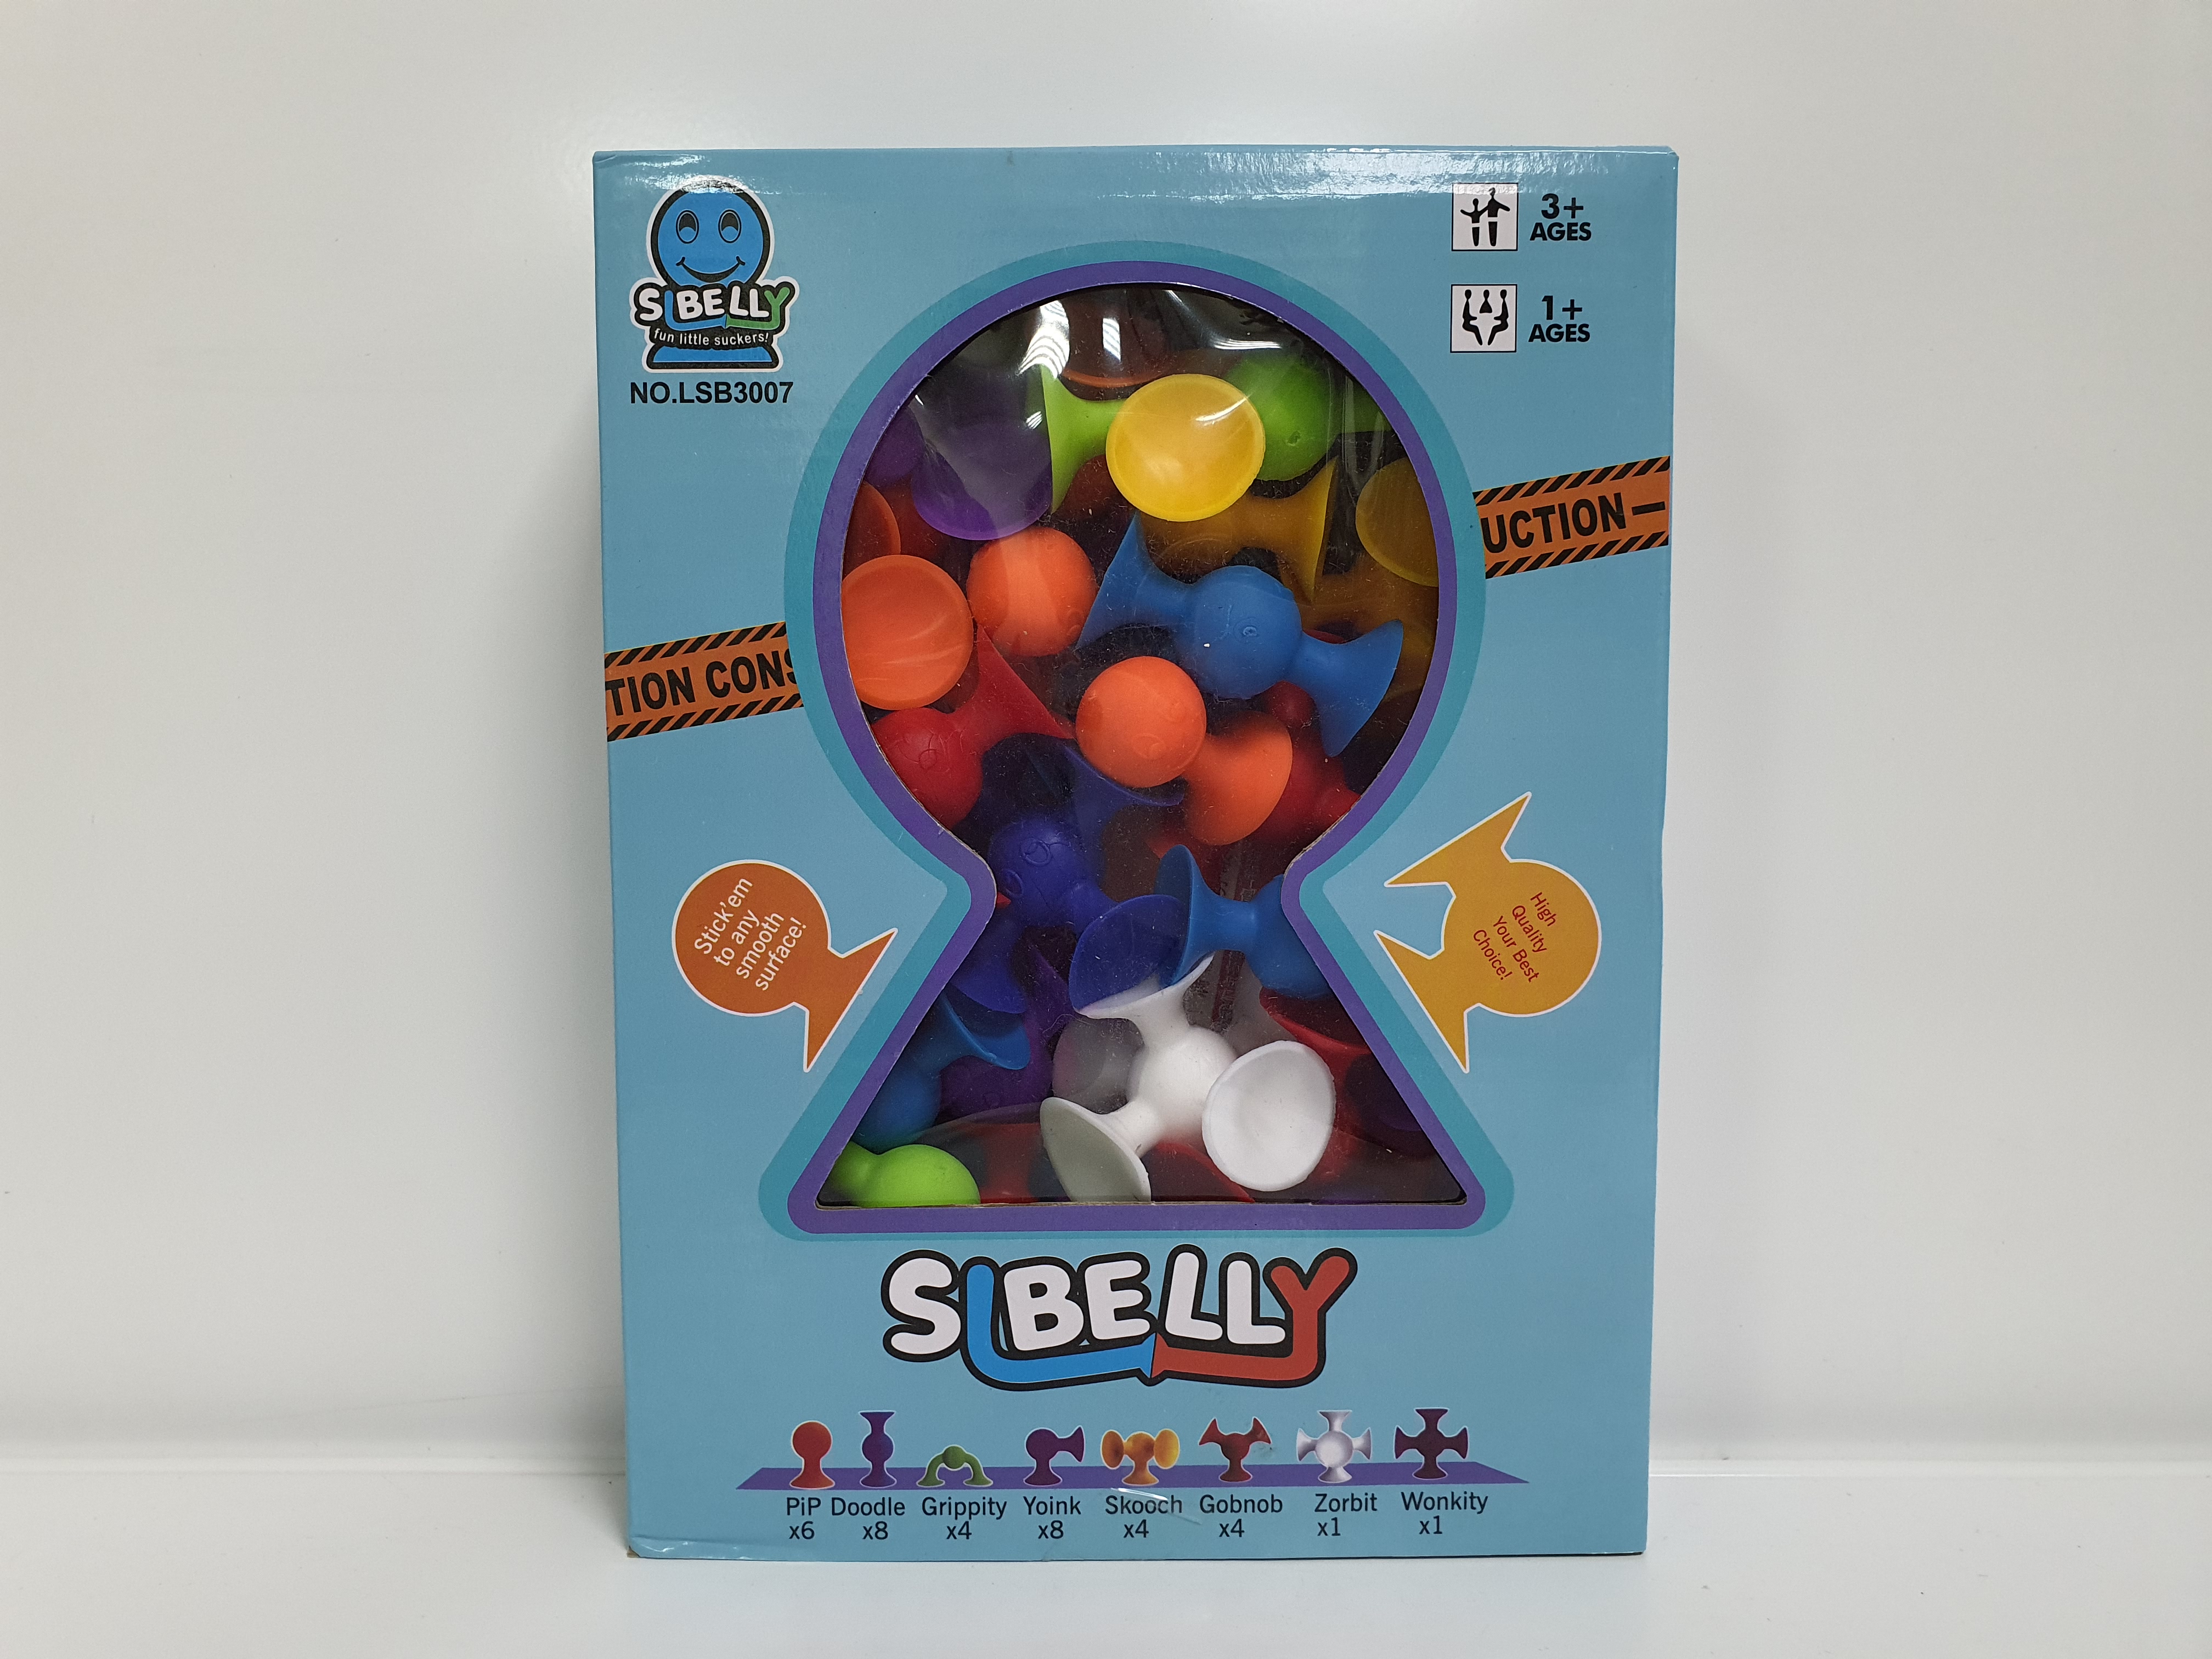 SIBELLY
fun little suckers!
NO.LSB3007
3+
AGES
1+
AGES
UCTION—
TION CONS
Stick'em
to any
smooth
surface!
High
Quality
Your Best
Choice!
SIBELLY
PiP Doodle Grippity Yoink Skooch Gobnob Zorbit Wonkity
x6 x8 x4 x8 x4 x4 x1 x1